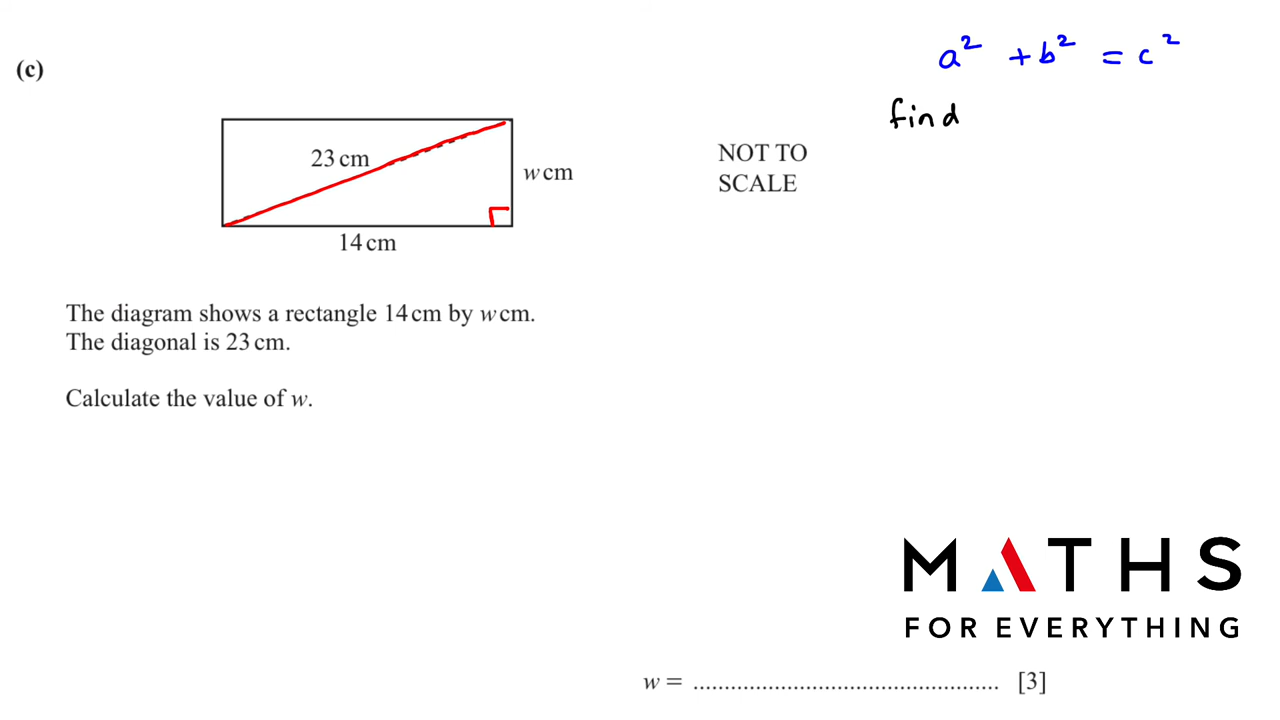 (c)
a² + b² = c²
find
23 cm
w cm
14 cm
NOT TO
SCALE
The diagram shows a rectangle 14 cm by w cm.
The diagonal is 23 cm.
Calculate the value of w.
MATHS
FOR EVERYTHING
w = ................................................. [3]